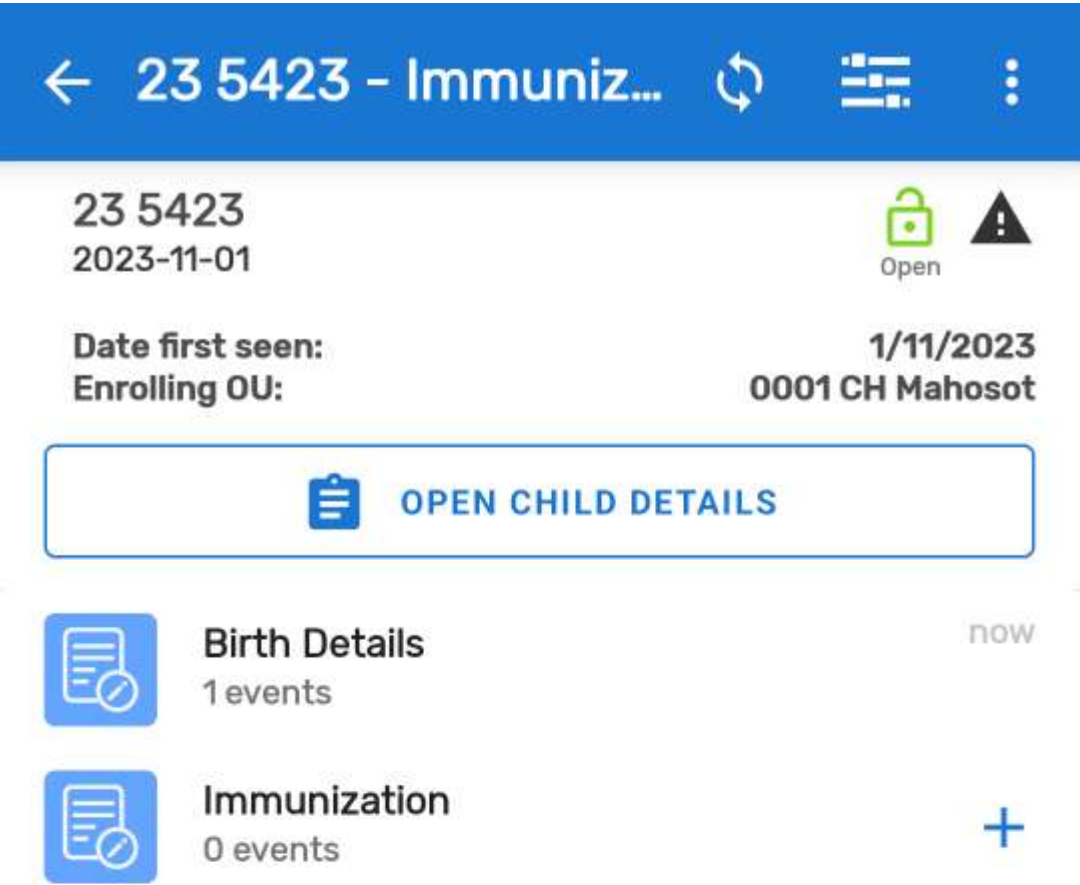 23 5423 - Immuniz...
23 5423
2023-11-01
Open
Date first seen: 1/11/2023
Enrolling OU: 0001 CH Mahosot
OPEN CHILD DETAILS
Birth Details
now
1 events
Immunization
0 events